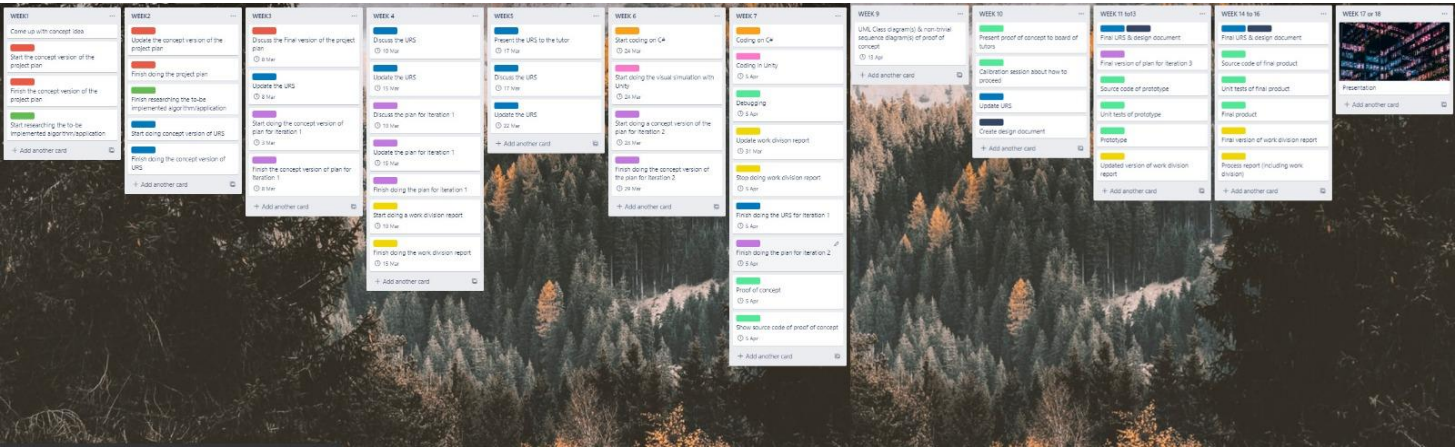 WEEK1
Come up with concept idea
Start the concept version of the
project plan
Finish the concept version of the
project plan
Start researching the to-be
implemented algorithm/application
+ Add another card
WEEK2
Update the concept version of the
project plan
Finish doing the project plan
Finish researching the to-be
implemented algorithm/application
Start doing concept version of URS
Finish doing the concept version of
URS
+ Add another card
WEEK3
Discuss the final version of the project
plan
8 Mar
Update the URS
8 Mar
Start doing the concept version of
plan for iteration 1
3 Mar
Finish the concept version of plan for
iteration 1
8 Mar
+ Add another card
WEEK 4
Discuss the URS
10 Mar
Update the URS
15 Mar
Discuss the plan for iteration 1
10 Mar
Update the plan for iteration 1
15 Mar
Finish doing the plan for iteration 1
Start doing a work division report
10 Mar
Finish doing the work division report
15 Mar
+ Add another card
WEEK5
Present the URS to the tutor
17 Mar
Discuss the URS
17 Mar
Update the URS
22 Mar
+ Add another card
WEEK 6
Start coding on C#
24 Mar
Start doing the visual simulation with
Unity
24 Mar
Start doing a concept version of the
plan for iteration 2
Finish doing the concept version of
the plan for iteration 2
29 Mar
+ Add another card
WEEK 7
Coding on C#
Coding in Unity
5 Apr
Debugging
5 Apr
Update work division report
31 Mar
Stop doing work division report
5 Apr
Finish doing the URS for iteration 1
5 Apr
Finish doing the plan for iteration 2
5 Apr
Proof of concept
5 Apr
Show source code of proof of concept
5 Apr
+ Add another card
WEEK 9
UML Class diagram(s) & non-trivial
sequence diagram(s) of proof of
concept
+ Add another card
WEEK 10
Present proof of concept to board of
tutors
Calibration session about how to
proceed
Update URS
Create design document
+ Add another card
WEEK 11 to13
Final URS & design document
Final version of plan for iteration 3
Source code of prototype
Unit tests of prototype
Prototype
Updated version of work division
report
+ Add another card
WEEK 14 to 16
Final URS & design document
Source code of final product
Unit tests of final product
Final product
Final version of work division report
Process report (including work
division)
+ Add another card
WEEK 17 or 18
Presentation
+ Add another card